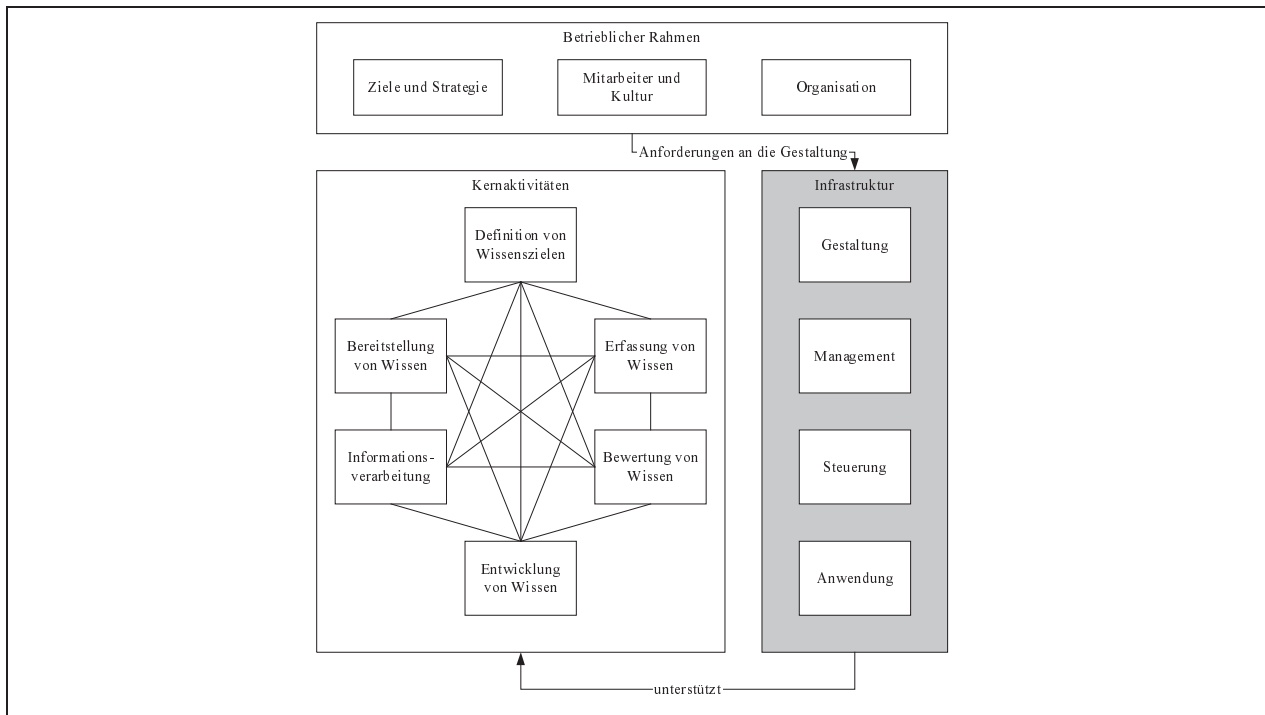 Betrieblicher Rahmen
Ziele und Strategie
Mitarbeiter und
Kultur
Organisation
Anforderungen an die Gestaltung
Kernaktivitäten
Definition von
Wissenszielen
Bereitstellung
von Wissen
Erfassung von
Wissen
Informations-
verarbeitung
Bewertung von
Wissen
Entwicklung
von Wissen
Infrastruktur
Gestaltung
Management
Steuerung
Anwendung
unterstützt